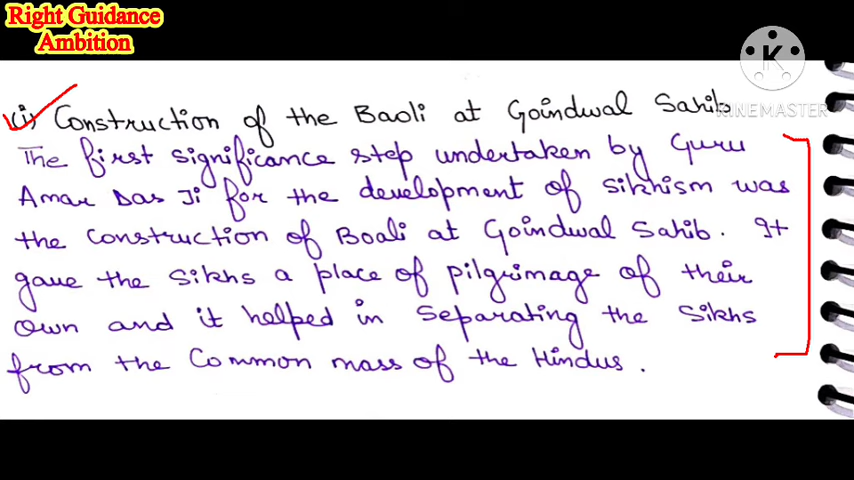 Right Guidance
Ambition
KINEMASTER
(i) Construction of the Baoli at Goindwal Sahib
The first significance step undertaken by Guru
Amar Das Ji for the development of Sikhism was
the construction of Boali at Goindwal Sahib. It
gave the Sikhs a place of pilgrimage of their
own and it helped in separating the Sikhs
from the Common mass of the Hindus.